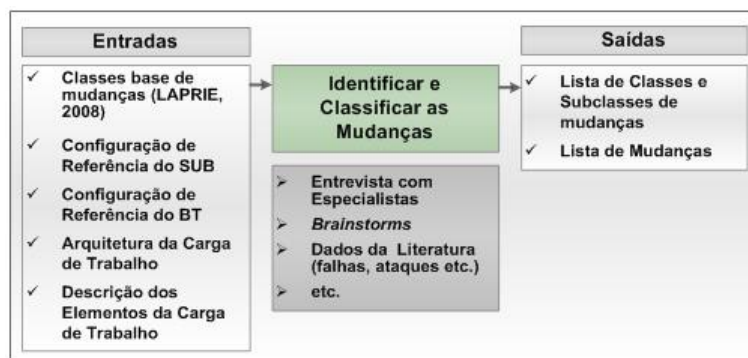 Entradas
✓ Classes base de
mudanças (LAPRIE,
2008)
✓ Configuração de
Referência do SUB
✓ Configuração de
Referência do BT
✓ Arquitetura da Carga
de Trabalho
✓ Descrição dos
Elementos da Carga
de Trabalho
Identificar e
Classificar as
Mudanças
➢ Entrevista com
Especialistas
➢ Brainstorms
➢ Dados da Literatura
(falhas, ataques etc.)
➢ etc.
Saídas
✓ Lista de Classes e
Subclasses de
mudanças
✓ Lista de Mudanças